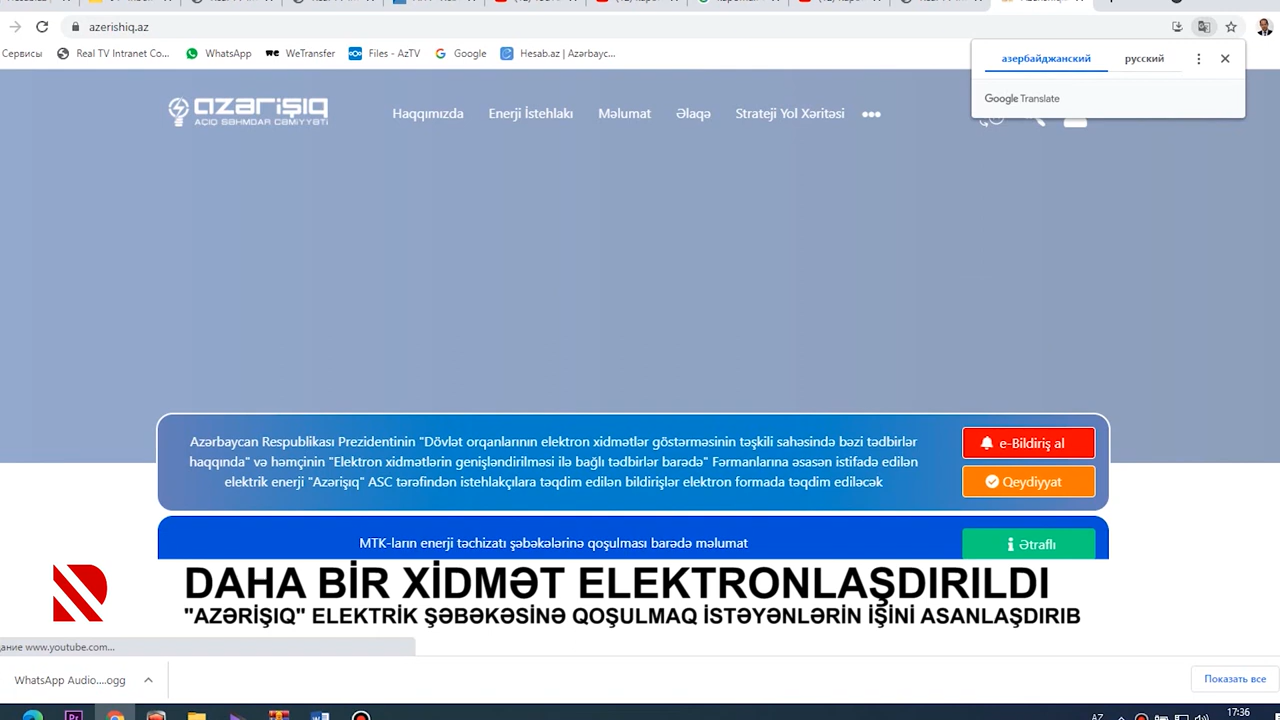 azerishiq.az
Сервисы
Real TV Intranet Co...
WhatsApp
WeTransfer
Files - AzTV
Google
Hesab.az | Azərbayc...
азербайджанский
русский
Google Translate
azərişıq
AÇIQ SƏHMDAR CƏMİYYƏTİ
Haqqımızda
Enerji İstehlakı
Məlumat
Əlaqə
Strateji Yol Xəritəsi
Azərbaycan Respublikası Prezidentinin "Dövlət orqanlarının elektron xidmətlər göstərməsinin təşkili sahəsində bəzi tədbirlər
haqqında" və həmçinin "Elektron xidmətlərin genişləndirilməsi ilə bağlı tədbirlər barədə" Fərmanlarına əsasən istifadə edilən
elektrik enerji "Azərişıq" ASC tərəfindən istehlakçılara təqdim edilən bildirişlər elektron formada təqdim ediləcək
e-Bildiriş al
Qeydiyyat
MTK-ların enerji təchizatı şəbəkələrinə qoşulması barədə məlumat
Ətraflı
DAHA BİR XİDMƏT ELEKTRONLAŞDIRILDI
"AZƏRİŞIQ" ELEKTRİK ŞƏBƏKƏSİNƏ QOŞULMAQ İSTƏYƏNLƏRİN İŞİNİ ASANLAŞDIRIB
дание www.youtube.com...
WhatsApp Audio....ogg
Показать все
AZ
17:36